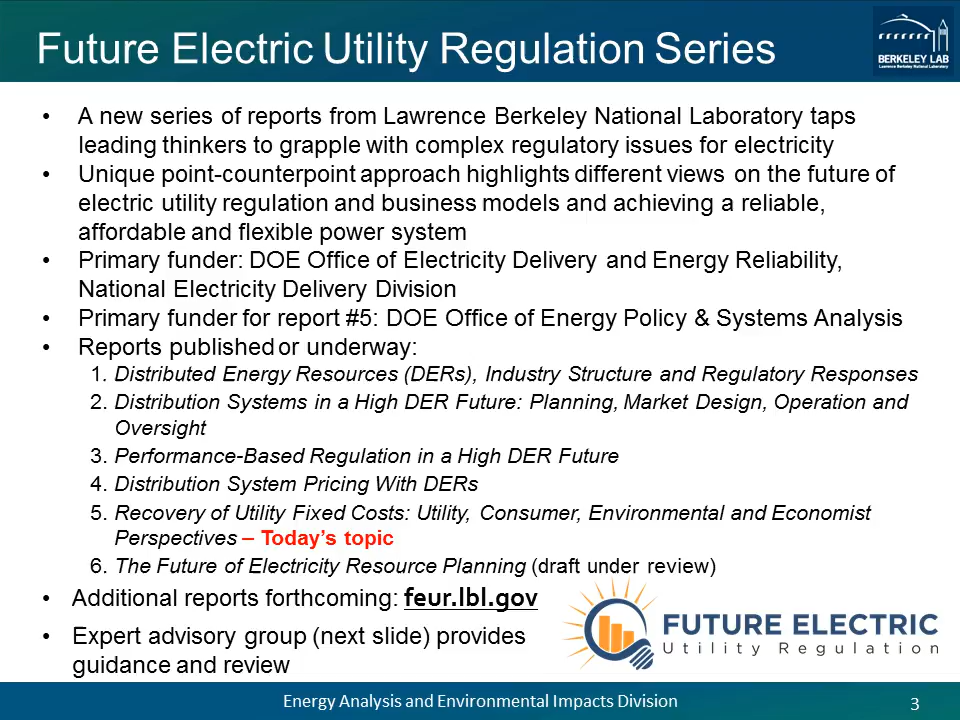 Future Electric Utility Regulation Series
BERKELEY LAB
Lawrence Berkeley National Laboratory
• A new series of reports from Lawrence Berkeley National Laboratory taps
leading thinkers to grapple with complex regulatory issues for electricity
• Unique point-counterpoint approach highlights different views on the future of
electric utility regulation and business models and achieving a reliable,
affordable and flexible power system
• Primary funder: DOE Office of Electricity Delivery and Energy Reliability,
National Electricity Delivery Division
• Primary funder for report #5: DOE Office of Energy Policy & Systems Analysis
• Reports published or underway:
1. Distributed Energy Resources (DERs), Industry Structure and Regulatory Responses
2. Distribution Systems in a High DER Future: Planning, Market Design, Operation and
Oversight
3. Performance-Based Regulation in a High DER Future
4. Distribution System Pricing With DERs
5. Recovery of Utility Fixed Costs: Utility, Consumer, Environmental and Economist
Perspectives – Today's topic
6. The Future of Electricity Resource Planning (draft under review)
• Additional reports forthcoming: feur.lbl.gov
• Expert advisory group (next slide) provides
guidance and review
FUTURE ELECTRIC
Utility Regulation
Energy Analysis and Environmental Impacts Division
3